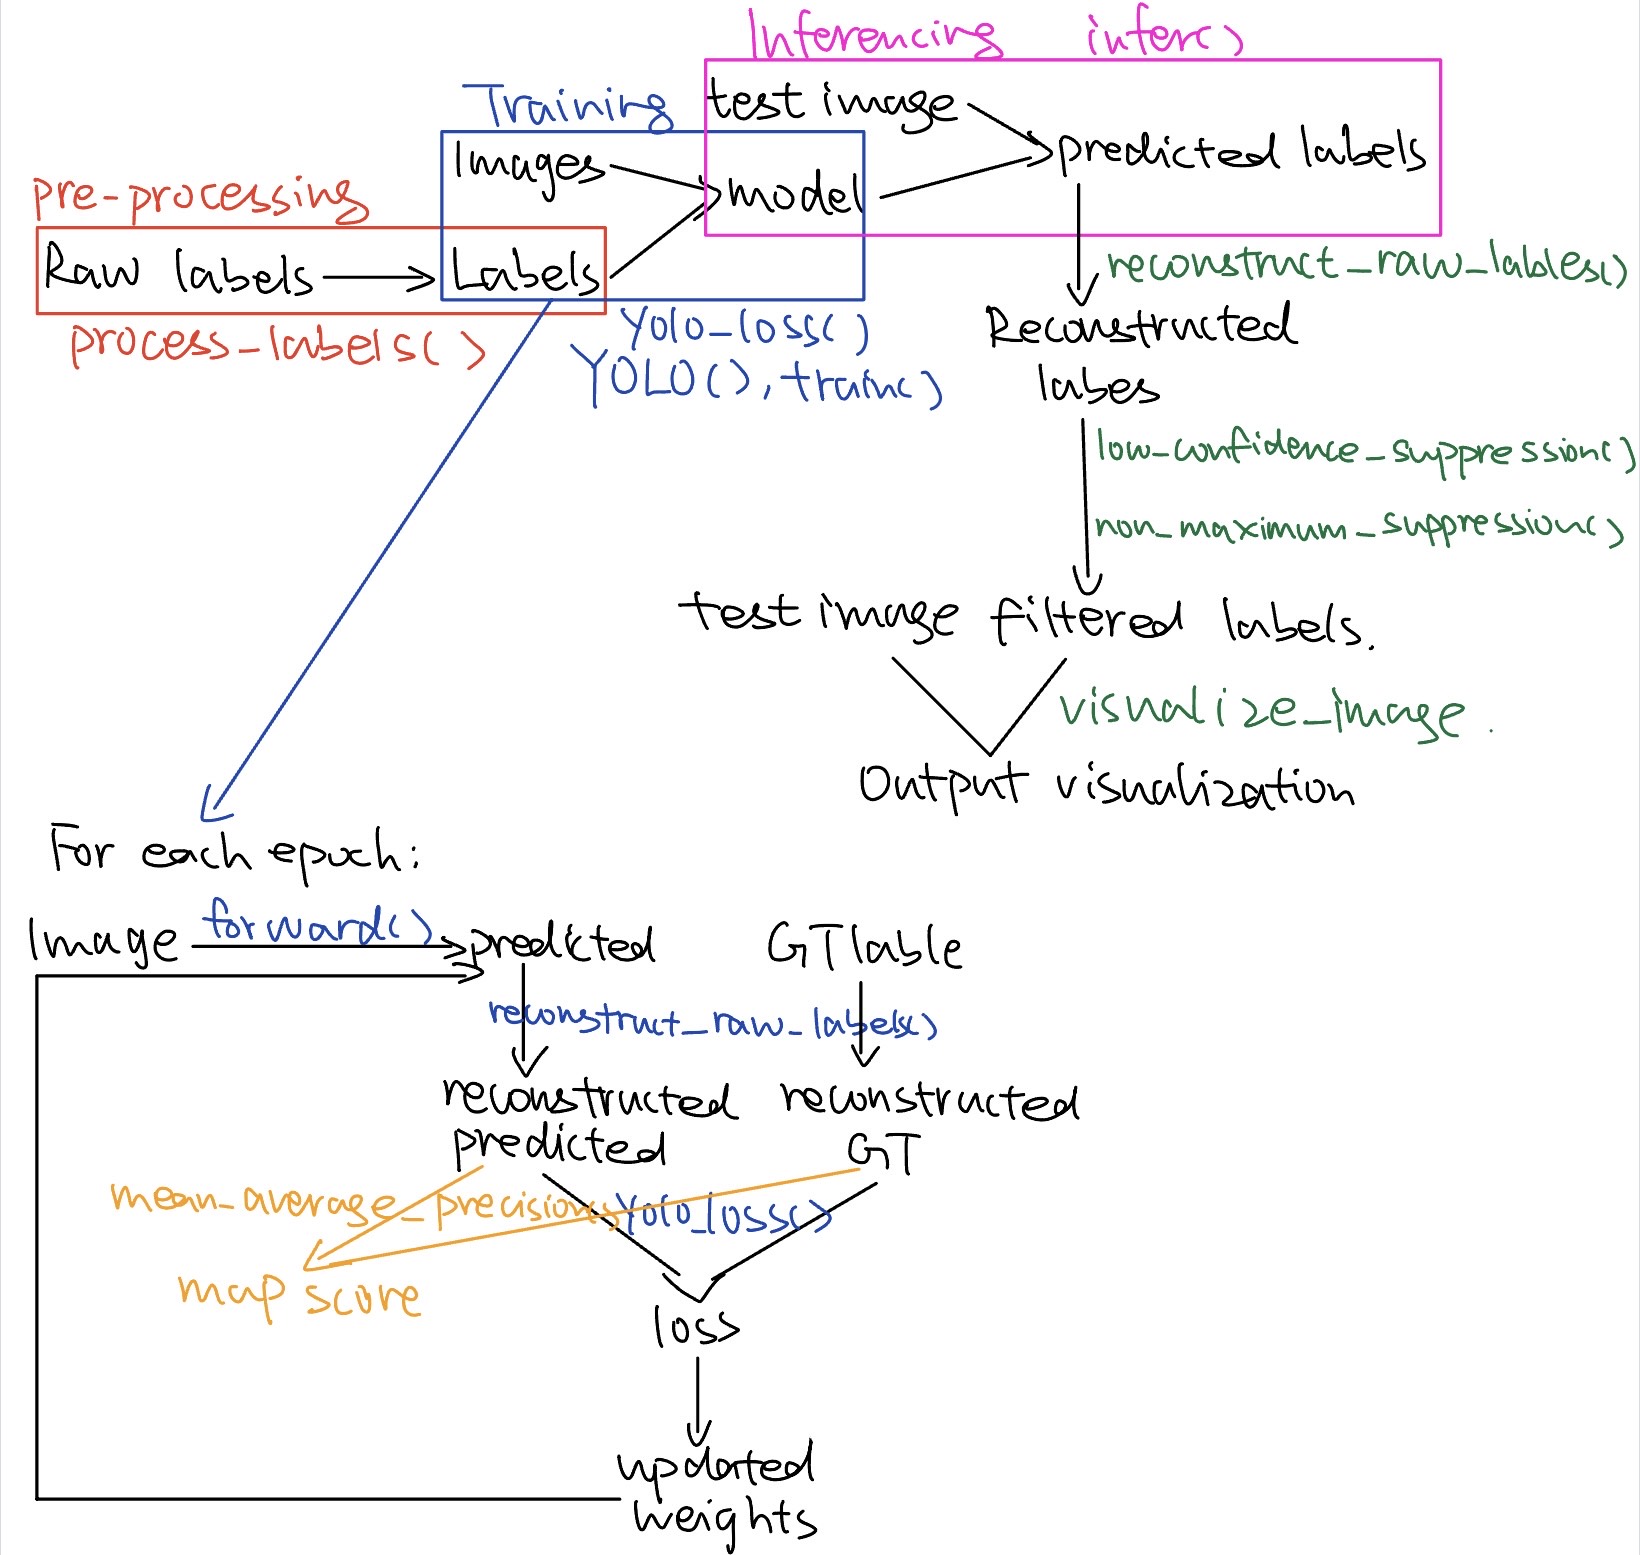 Inferencing infer()
Training
test image
Images
predicted labels
pre-processing
model
Raw labels
Labels
reconstruct_raw_lables()
process_labels()
Yolo_loss()
YOLO(), train()
Reconstructed
labes
low_confidence_suppression()
non_maximum_suppression()
test image filtered labels.
visualize_image.
Output visualization
For each epoch:
Image forward() predicted GT lable
reconstruct_raw_labels()
reconstructed reconstructed
predicted GT
mean_average_precisions Yolo_loss()
map score
loss
updated
weights